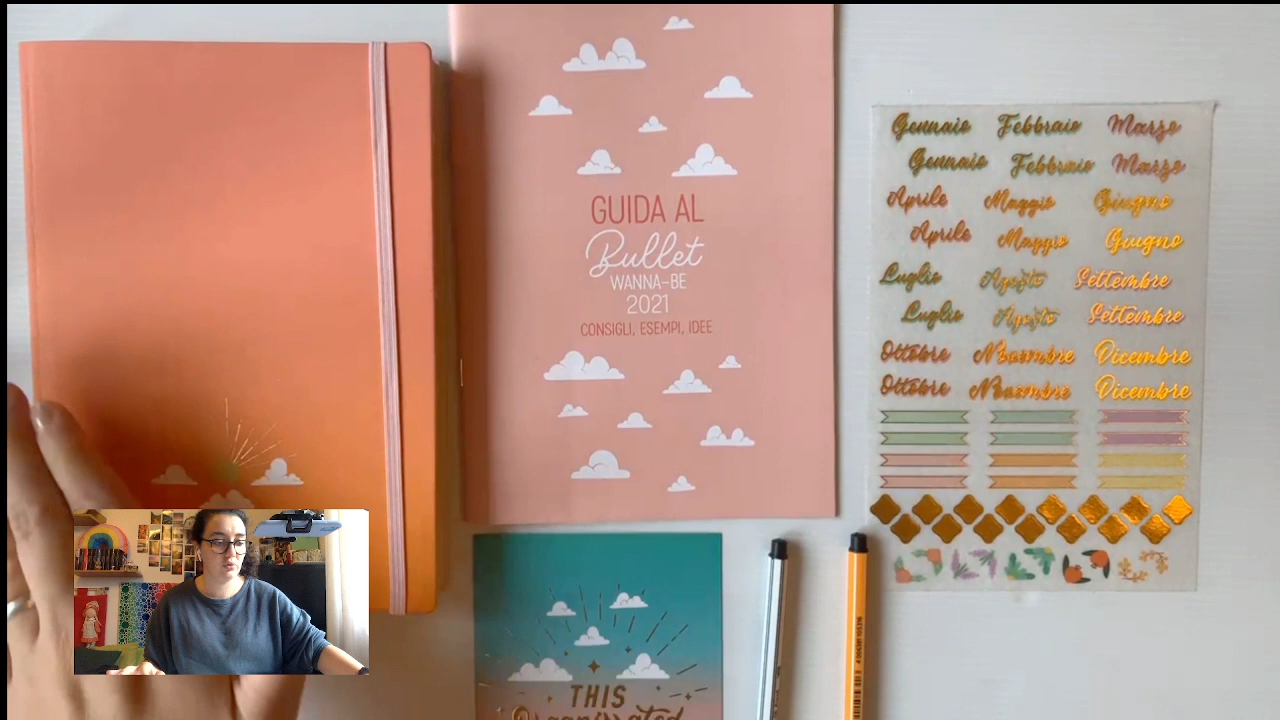 GUIDA AL
Bullet
WANNA-BE
2021
CONSIGLI, ESEMPI, IDEE
Gennaio Febbraio Marzo
Gennaio Febbraio Marzo
Aprile Maggio Giugno
Aprile Maggio Giugno
Luglio Agosto Settembre
Luglio Agosto Settembre
Ottobre Novembre Dicembre
Ottobre Novembre Dicembre
THIS